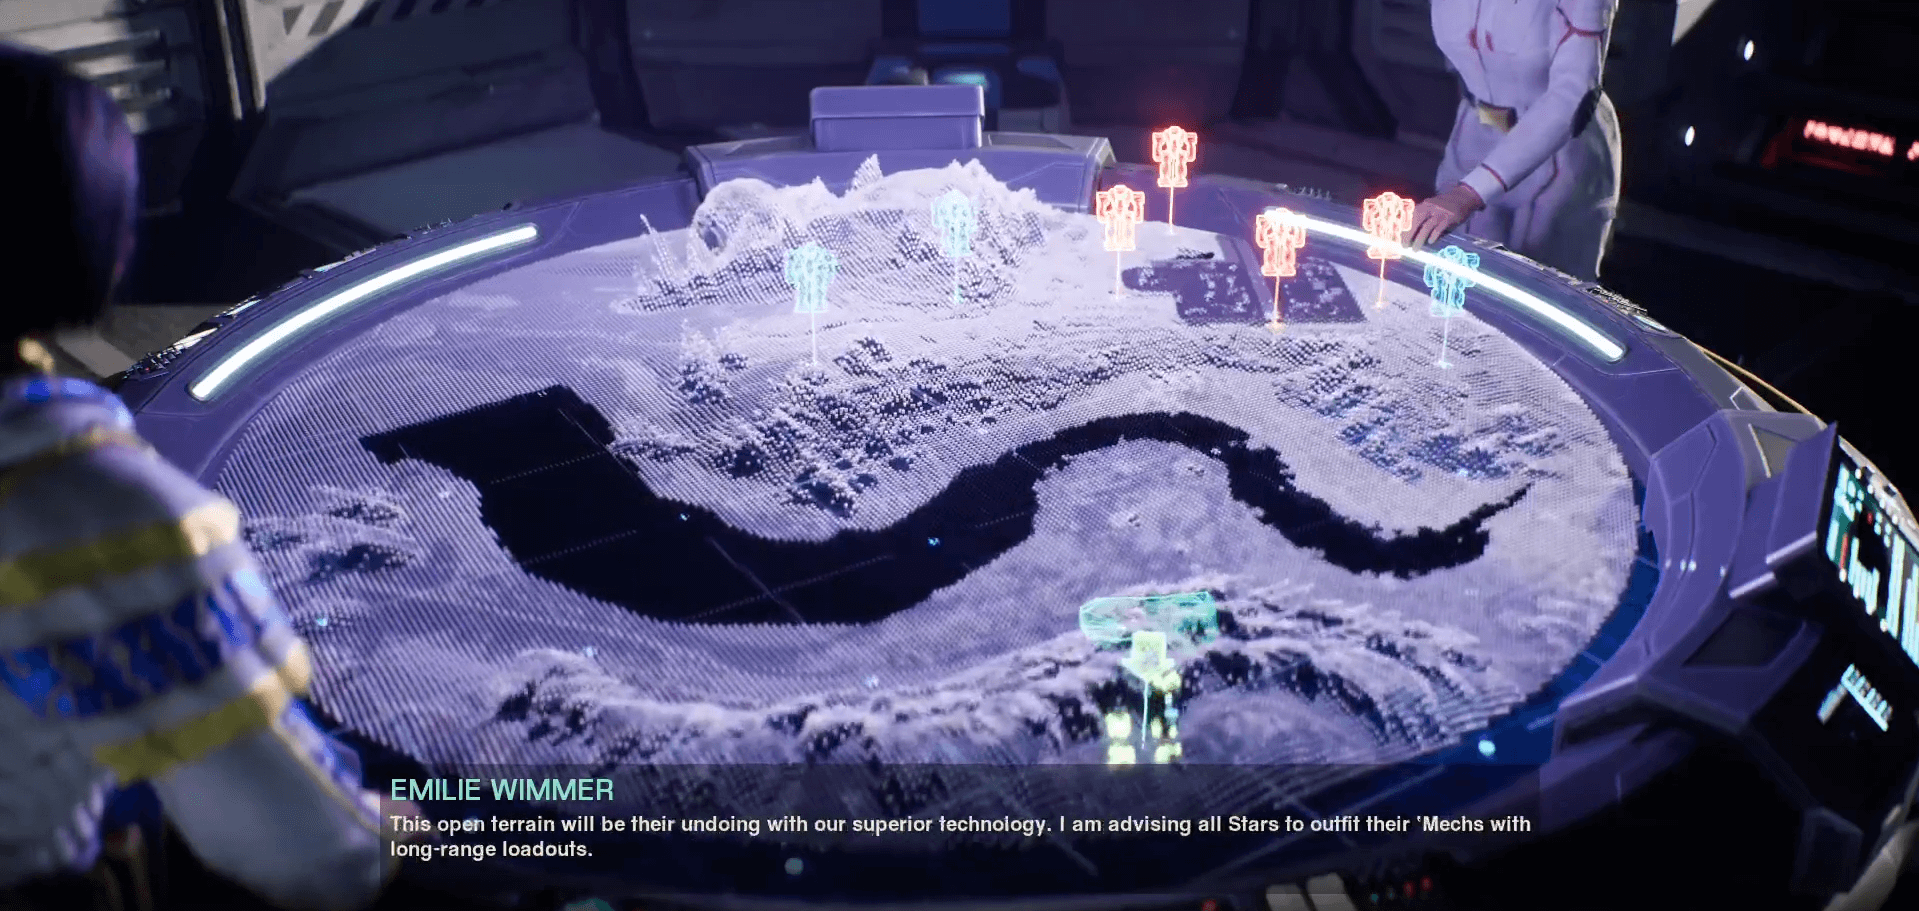 EMILIE WIMMER
This open terrain will be their undoing with our superior technology. I am advising all Stars to outfit their ‛Mechs with
long-range loadouts.